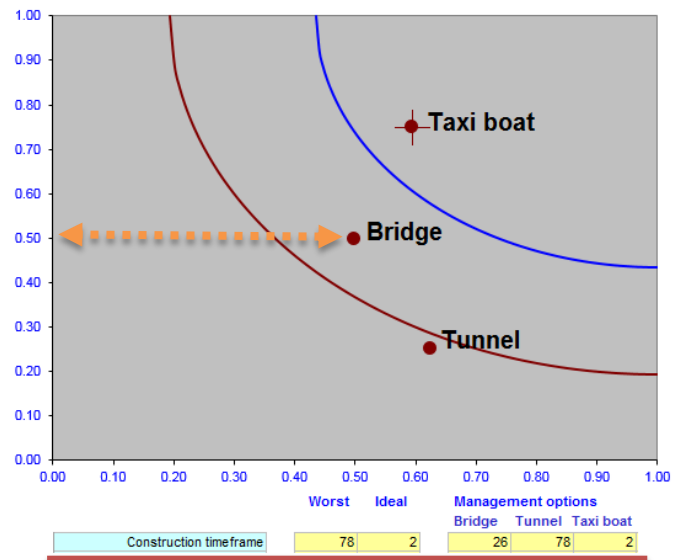 1.00
0.90
0.80
Taxi boat
0.70
0.60
0.50
Bridge
0.40
0.30
Tunnel
0.20
0.10
0.00
0.00 0.10 0.20 0.30 0.40 0.50 0.60 0.70 0.80 0.90 1.00
Worst Ideal Management options
Bridge Tunnel Taxi boat
Construction timeframe 78 2 26 78 2